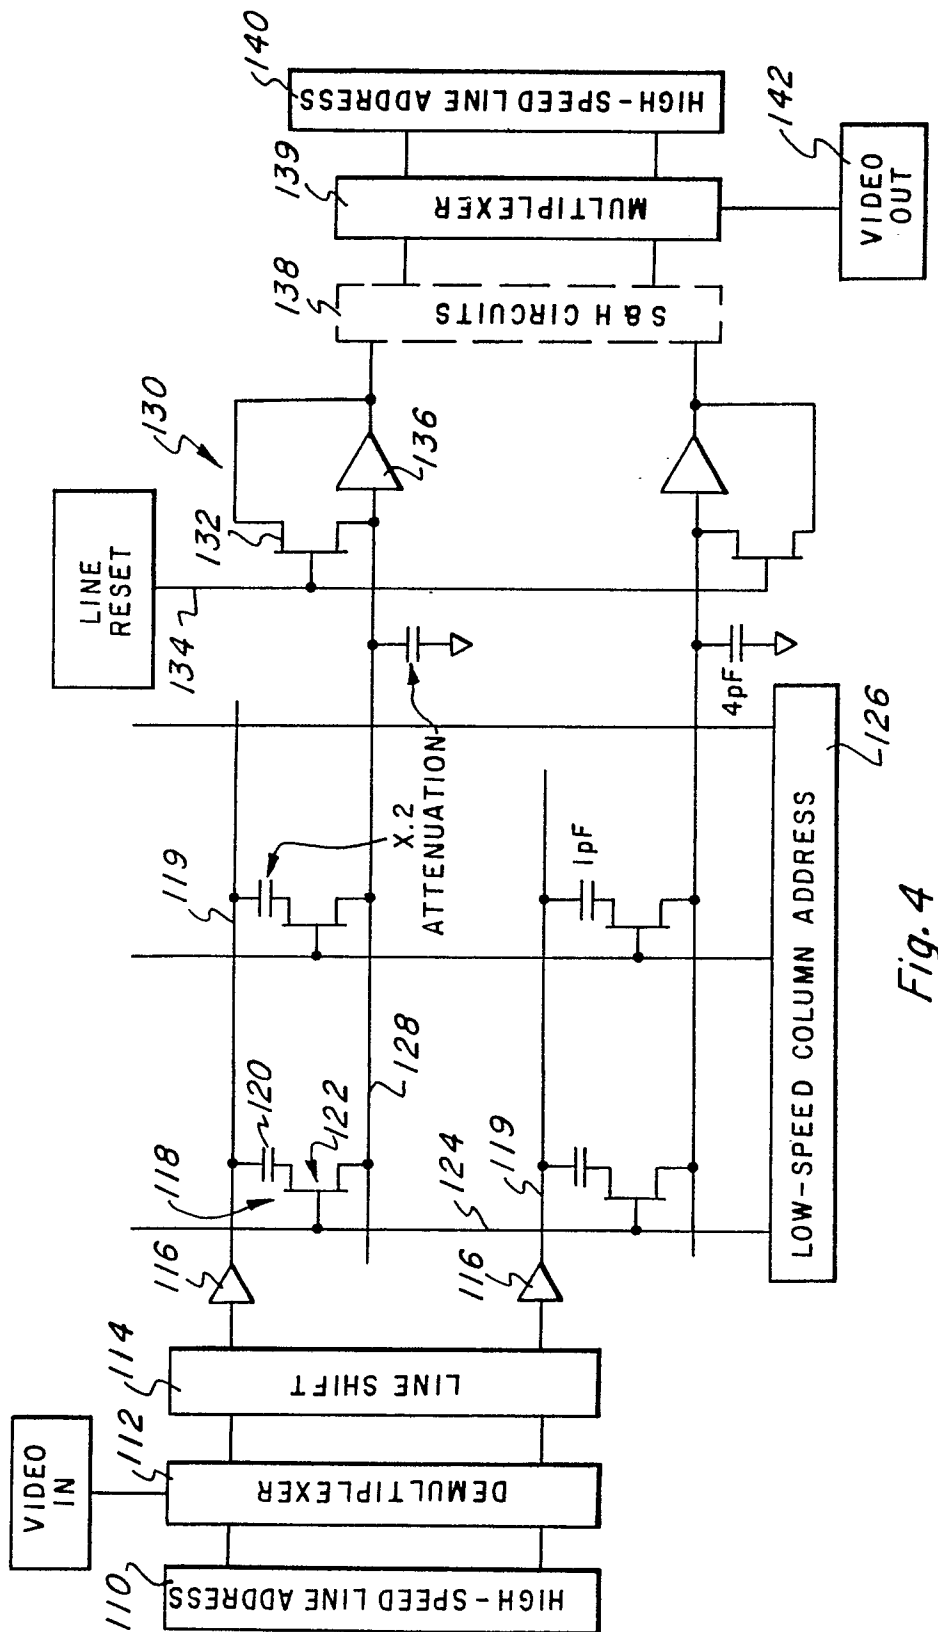 VIDEO
IN
110
112
114
HIGH-SPEED LINE ADDRESS
DEMULTIPLEXER
LINE SHIFT
116
116
118
120
122
119
119
124
128
X.2
ATTENUATION
1pF
4pF
LOW-SPEED COLUMN ADDRESS
126
LINE
RESET
134
132
130
136
138
S&H CIRCUITS
139
MULTIPLEXER
140
HIGH-SPEED LINE ADDRESS
142
VIDEO
OUT
Fig. 4